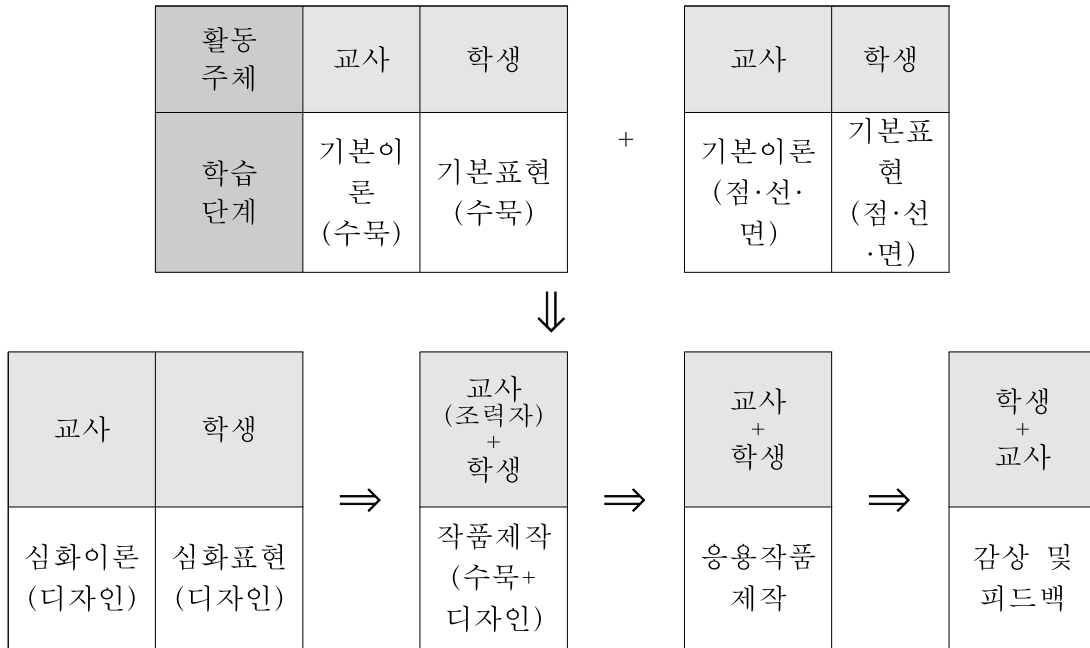 활동
주체
교사
학생
학습
단계
기본이
론
(수묵)
기본표현
(수묵)
+
교사
학생
기본이론
(점·선·
면)
기본표
현
(점·선
·면)
⇓
교사
학생
심화이론
(디자인)
심화표현
(디자인)
⇒
교사
(조력자)
+
학생
작품제작
(수묵+
디자인)
⇒
교사
+
학생
응용작품
제작
⇒
학생
+
교사
감상 및
피드백